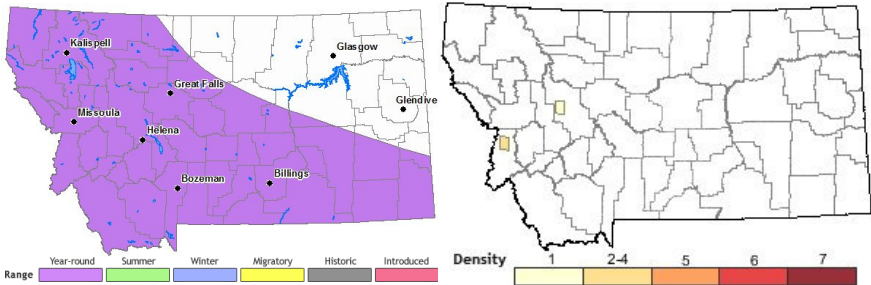 Kalispell
Glasgow
Great Falls
Glendive
Missoula
Helena
Bozeman
Billings
Year-round Summer Winter Migratory Historic Introduced
Range
Density 1 2-4 5 6 7